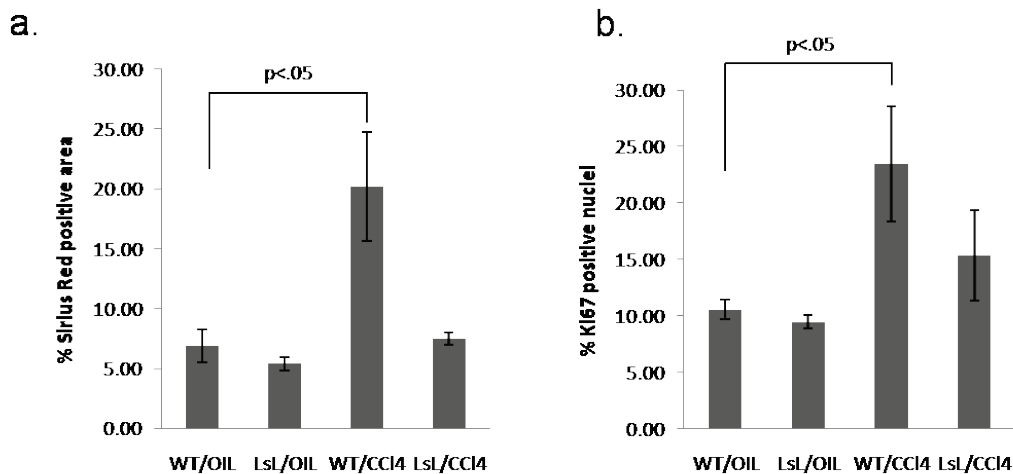 a.
p<.05
% Sirius Red positive area
30.00
25.00
20.00
15.00
10.00
5.00
0.00
WT/OIL LsL/OIL WT/CCl4 LsL/CCl4
b.
p<.05
% Ki67 positive nuclei
30.00
25.00
20.00
15.00
10.00
5.00
0.00
WT/OIL LsL/OIL WT/CCl4 LsL/CCl4